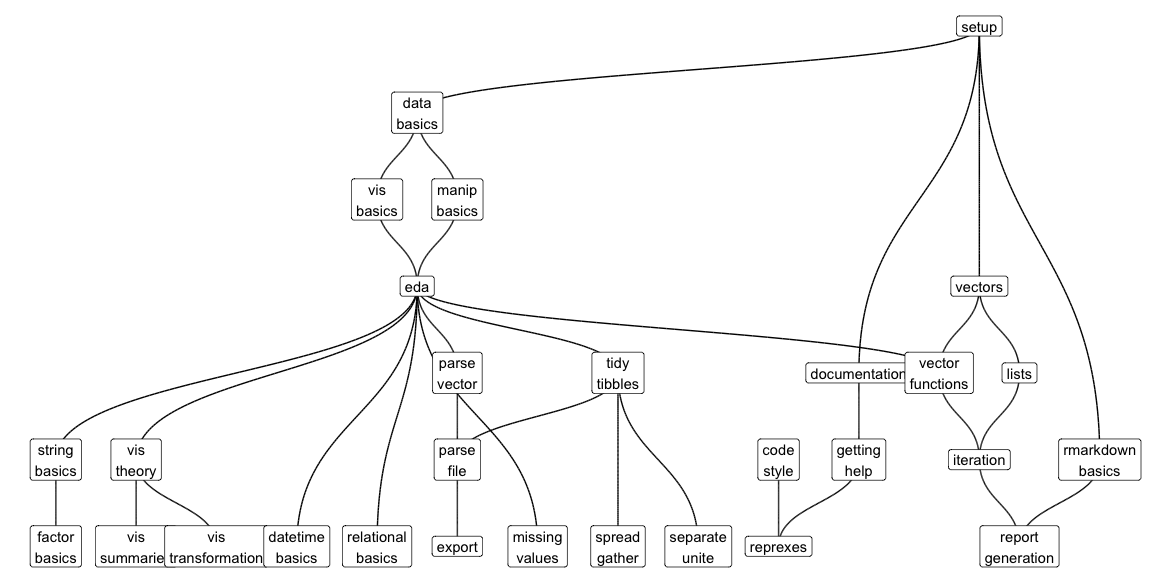 setup
data
basics
vis
basics
manip
basics
eda
vectors
parse
vector
tidy
tibbles
documentation
vector
functions
lists
string
basics
vis
theory
parse
file
code
style
getting
help
iteration
rmarkdown
basics
factor
basics
vis
summarie
vis
transformation
datetime
basics
relational
basics
export
missing
values
spread
gather
separate
unite
reprexes
report
generation